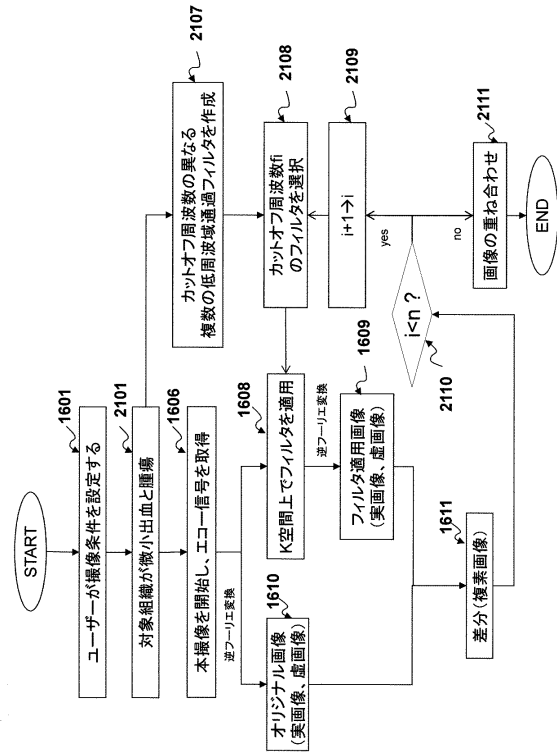 START
1601
ユーザーが撮像条件を設定する
2101
対象組織が微小出血と腫瘍
1606
本撮像を開始し、エコー信号を取得
逆フーリエ変換
1610
オリジナル画像
(実画像、虚画像)
1608
K空間上でフィルタを適用
逆フーリエ変換
1609
フィルタ適用画像
(実画像、虚画像)
1611
差分(複素画像)
2107
カットオフ周波数の異なる
複数の低周波域通過フィルタを作成
2108
カットオフ周波数fi
のフィルタを選択
2109
i+1→i
yes
i<n ?
2110
no
2111
画像の重ね合わせ
END